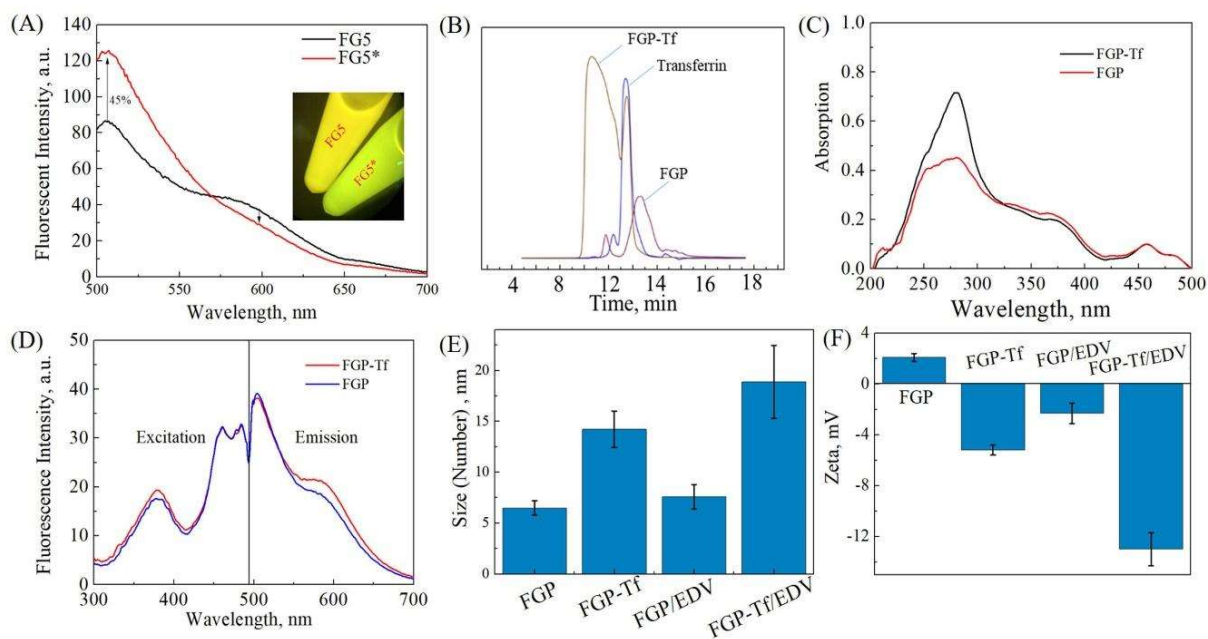 (A)
140
120
100
80
60
40
20
0
500
550
600
650
700
Fluorescent Intensity, a.u.
Wavelength, nm
FG5
FG5*
45%
FG5
FG5*
(B)
FGP-Tf
Transferrin
FGP
4
8
10
12
14
16
18
Time, min
(C)
FGP-Tf
FGP
1.0
0.8
0.6
0.4
0.2
0.0
200
250
300
350
400
450
500
Absorption
Wavelength, nm
(D)
50
40
30
20
10
0
300
400
500
600
700
Fluorescence Intensity, a.u.
Wavelength, nm
FGP-Tf
FGP
Excitation
Emission
(E)
20
15
10
5
0
Size (Number) , nm
FGP
FGP-Tf
FGP/EDV
FGP-Tf/EDV
(F)
4
0
-4
-8
-12
Zeta, mV
FGP
FGP-Tf
FGP/EDV
FGP-Tf/EDV